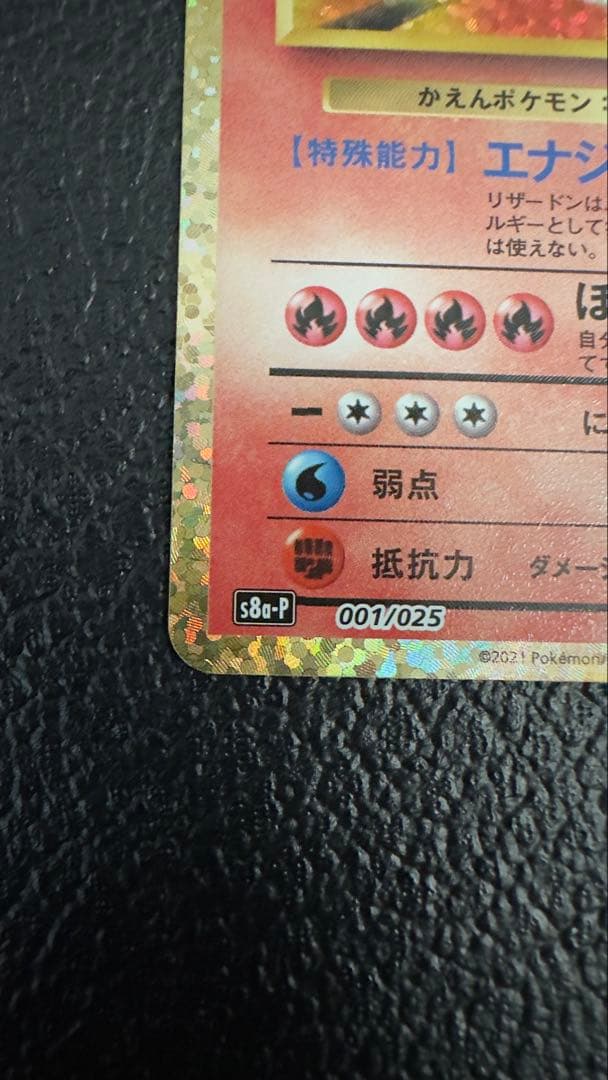 かえんポケモン
【特殊能力】 エナジ
リザードンは
ルギーとして
は使えない。
ほ
自分
てて
ー に
弱点
抵抗力 ダメージ
s8a-P 001/025
©2021 Pokémon/